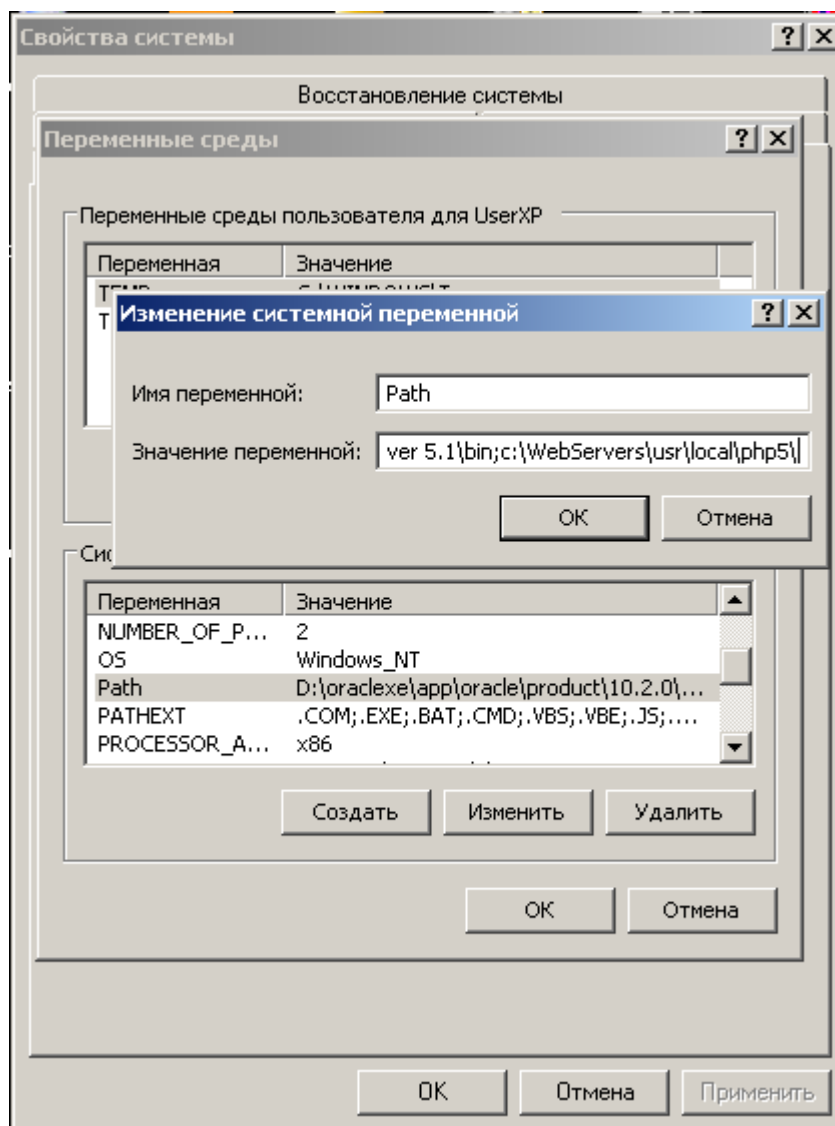 Свойства системы
Восстановление системы
Переменные среды
Переменные среды пользователя для UserXP
Переменная Значение
Изменение системной переменной
Имя переменной: Path
Значение переменной: ver 5.1\bin;c:\WebServers\usr\local\php5\
OK Отмена
Переменная Значение
NUMBER_OF_P... 2
OS Windows_NT
Path D:\oraclexe\app\oracle\product\10.2.0\...
PATHEXT .COM;.EXE;.BAT;.CMD;.VBS;.VBE;.JS;....
PROCESSOR_A... x86
Создать Изменить Удалить
OK Отмена
OK Отмена Применить